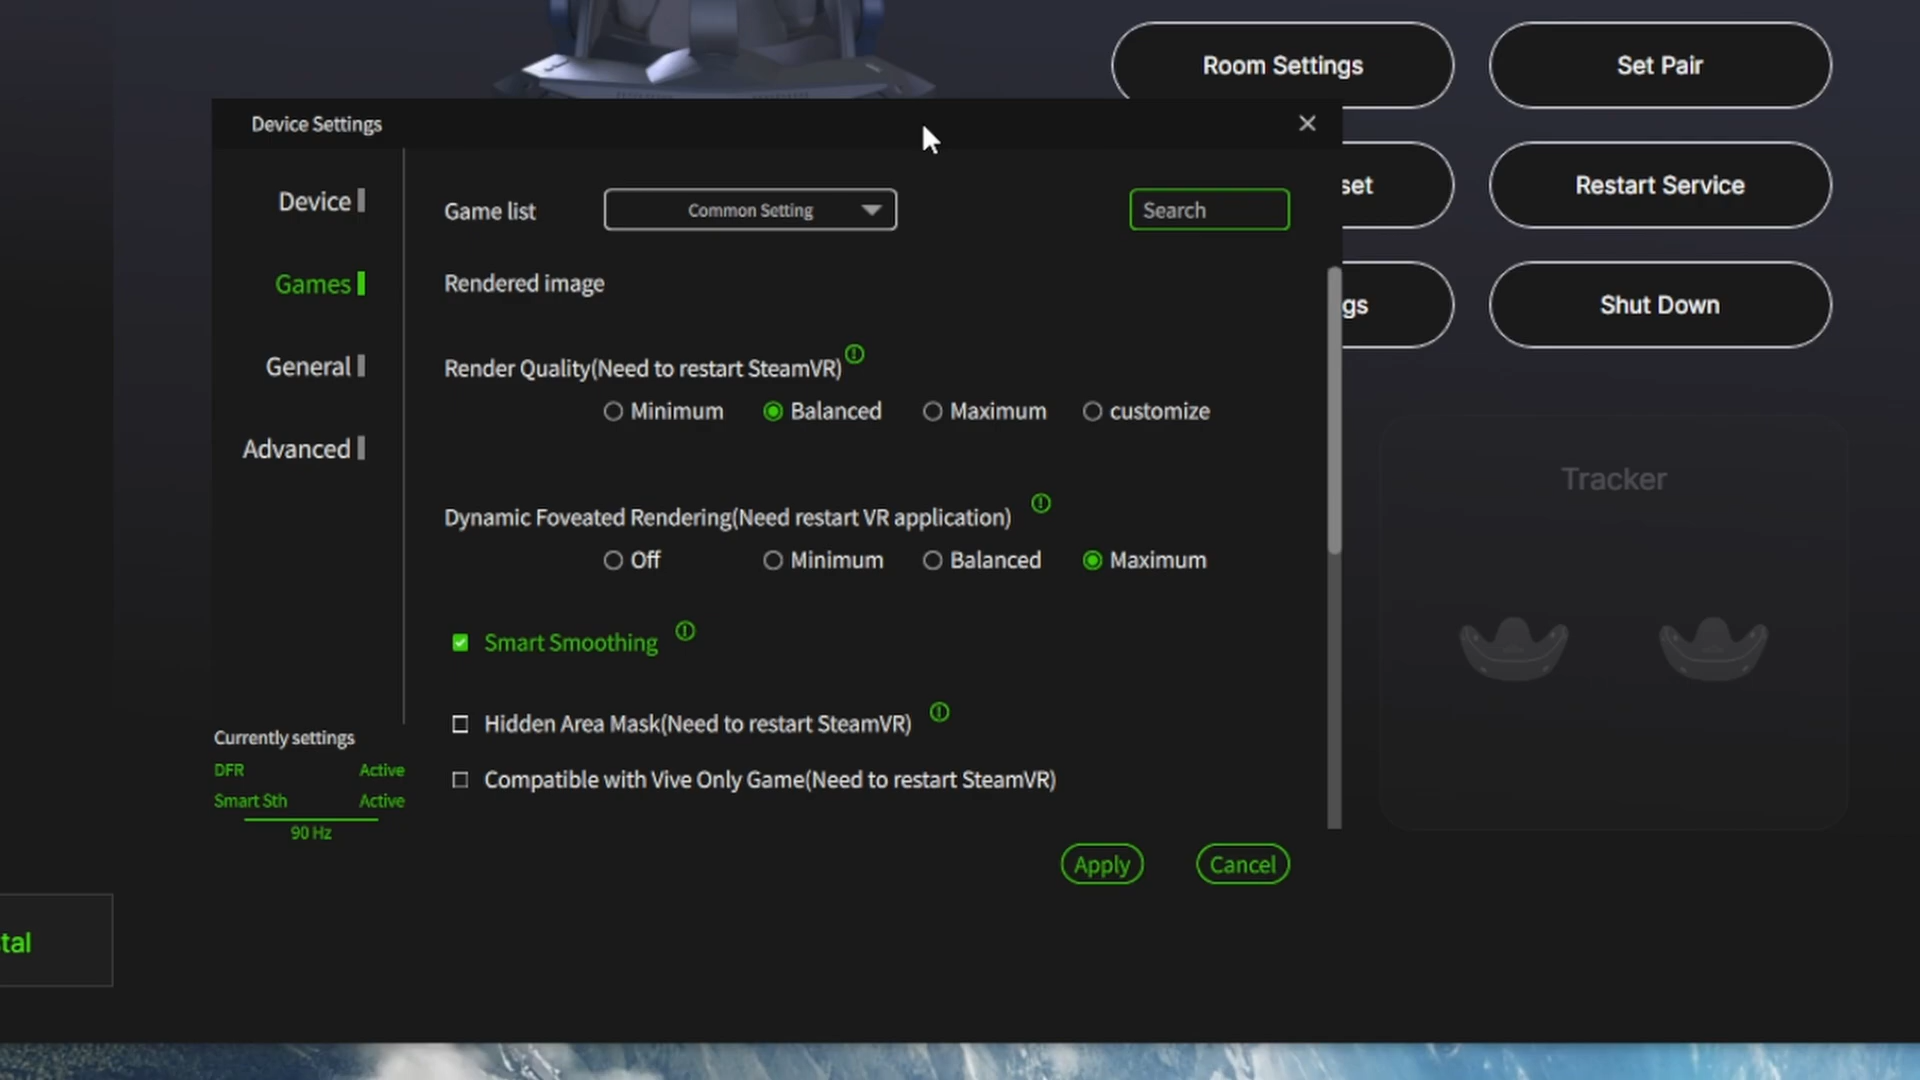 Room Settings
Set Pair
Device Settings
set
Restart Service
Device
Game list
Common Setting
Search
Games
Rendered image
gs
Shut Down
General
Render Quality(Need to restart SteamVR)
Minimum
Balanced
Maximum
customize
Advanced
Tracker
Dynamic Foveated Rendering(Need restart VR application)
Off
Minimum
Balanced
Maximum
Smart Smoothing
Hidden Area Mask(Need to restart SteamVR)
Compatible with Vive Only Game(Need to restart SteamVR)
Currently settings
DFR Active
Smart Sth Active
90 Hz
Apply
Cancel
tal